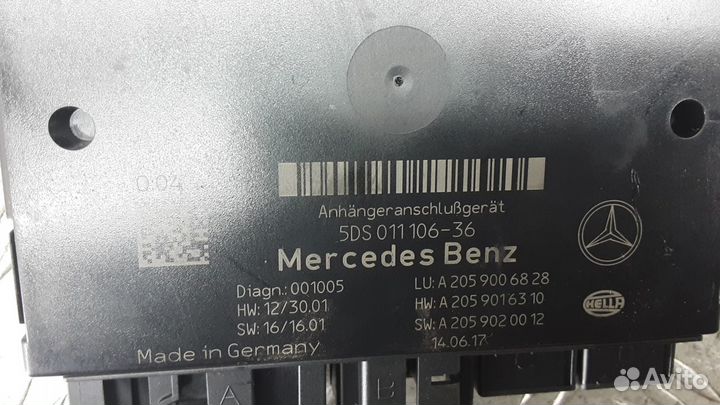 0.04
Anhängeranschlußgerät
5DS 011 106-36
Mercedes Benz
Diagn.: 001005
HW: 12/30.01
SW: 16/16.01
LU: A 205 900 68 28
HW: A 205 901 63 10
SW: A 205 902 00 12
14.06.17
HELLA
Made in Germany
A
B
Avito